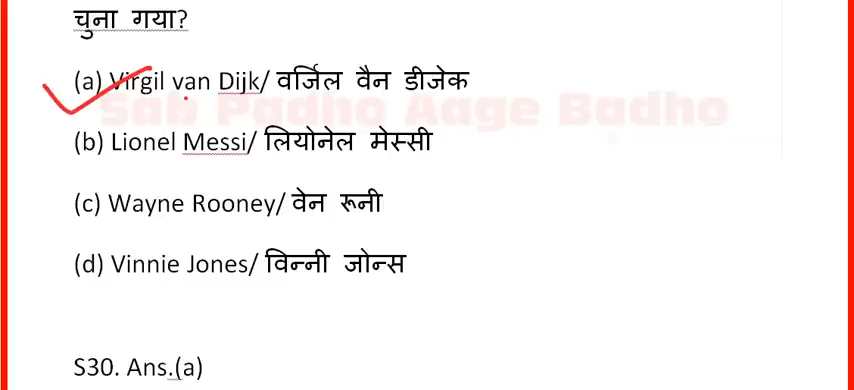 चुना गया?
(a) Virgil van Dijk/ वर्जिल वैन डीजेक
Sab Padho Aage Badho
(b) Lionel Messi/ लियोनेल मेस्सी
(c) Wayne Rooney/ वेन रूनी
(d) Vinnie Jones/ विन्नी जोन्स
S30. Ans.(a)